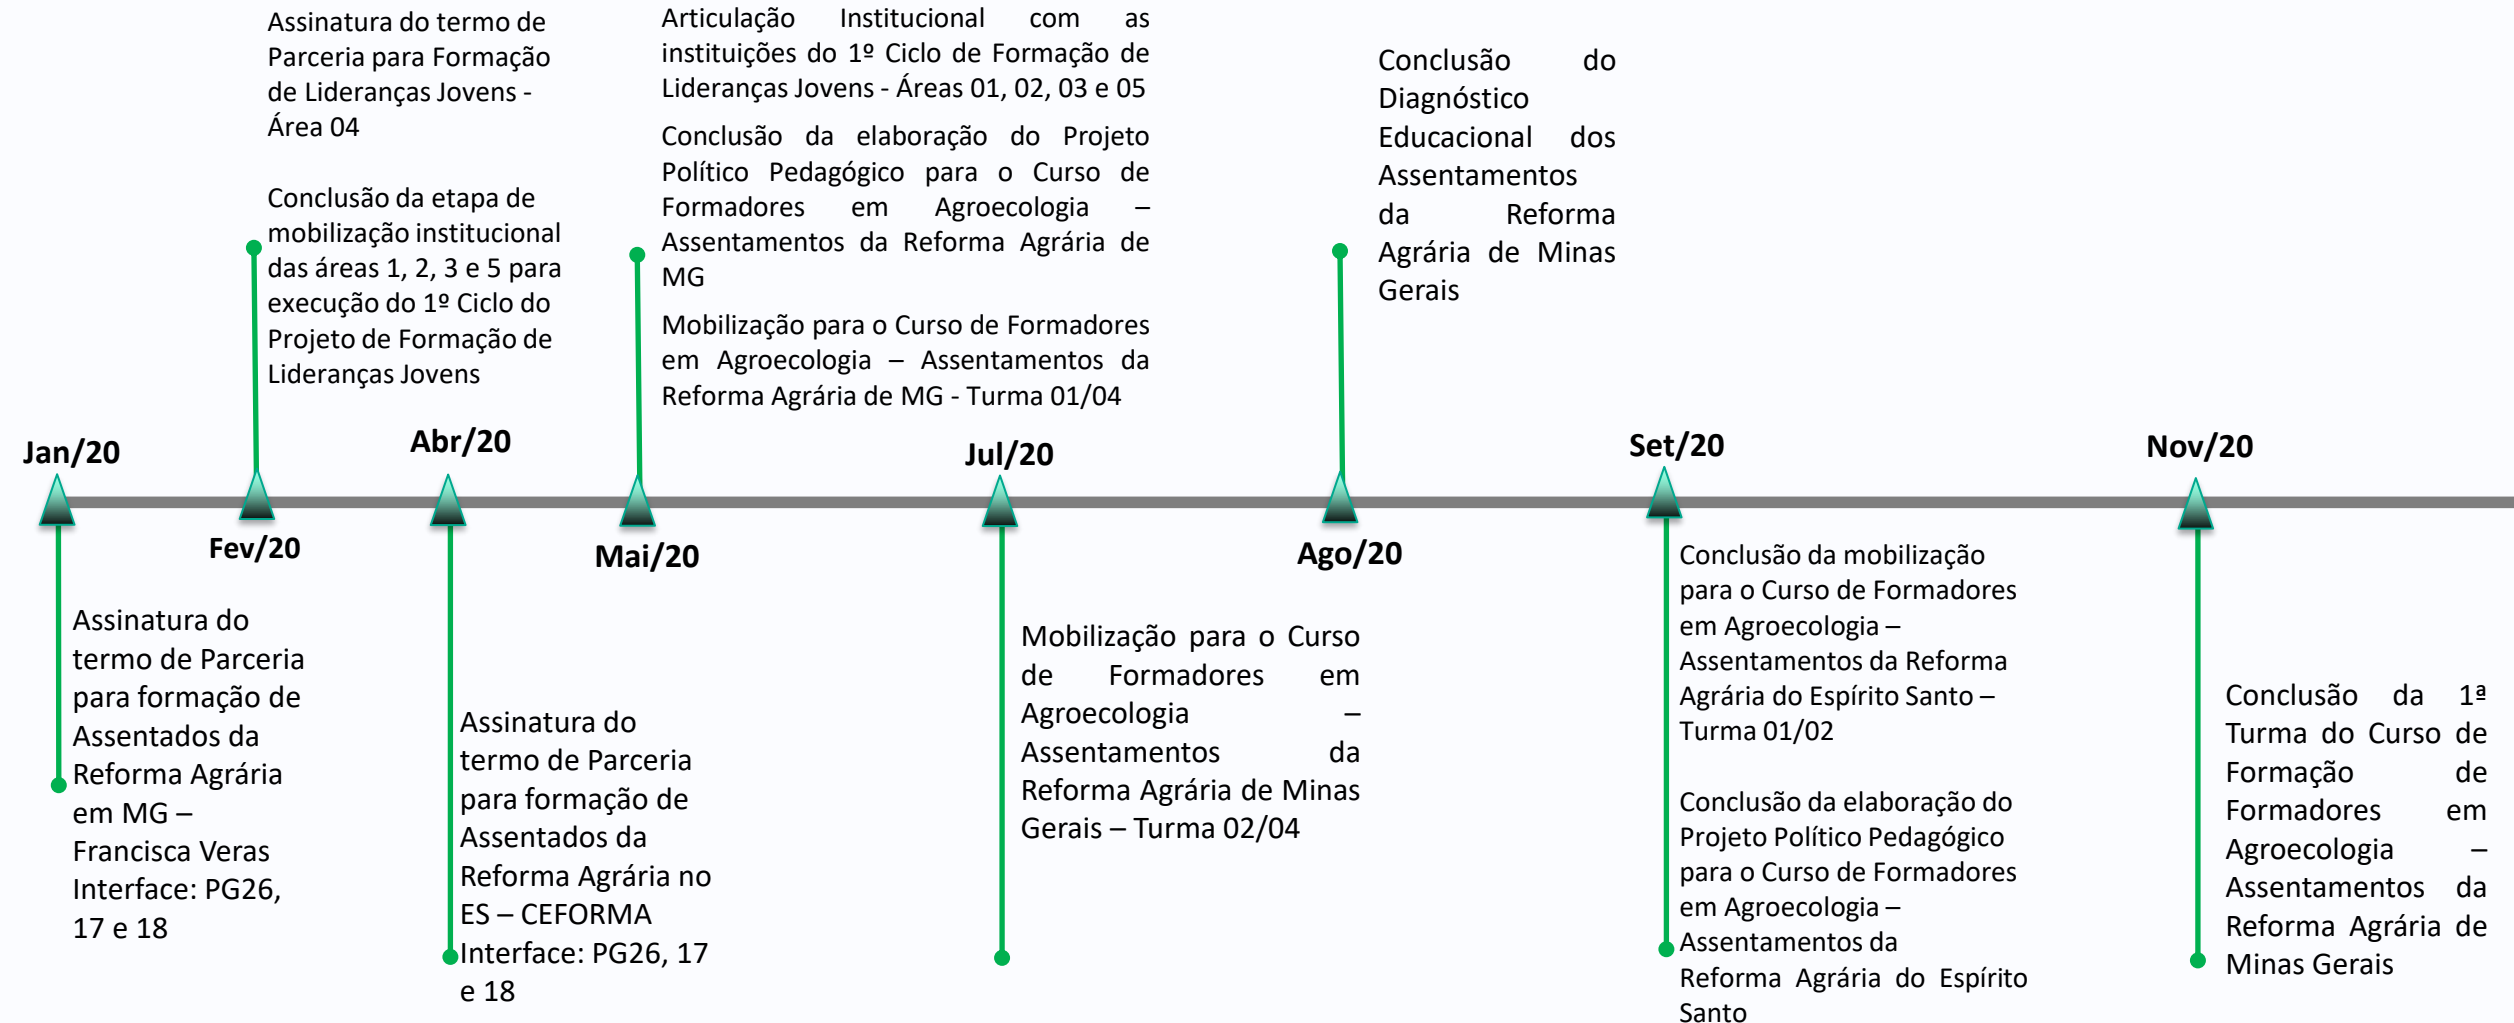 Assinatura do termo de
Parceria para Formação
de Lideranças Jovens -
Área 04
Conclusão da etapa de
mobilização institucional
das áreas 1, 2, 3 e 5 para
execução do 1º Ciclo do
Projeto de Formação de
Lideranças Jovens
Articulação Institucional com as
instituições do 1º Ciclo de Formação de
Lideranças Jovens - Áreas 01, 02, 03 e 05
Conclusão da elaboração do Projeto
Político Pedagógico para o Curso de
Formadores em Agroecologia –
Assentamentos da Reforma Agrária de
MG
Mobilização para o Curso de Formadores
em Agroecologia – Assentamentos da
Reforma Agrária de MG - Turma 01/04
Conclusão do
Diagnóstico
Educacional dos
Assentamentos
da Reforma
Agrária de Minas
Gerais
Jan/20
Abr/20
Jul/20
Set/20
Nov/20
Fev/20
Mai/20
Ago/20
Assinatura do
termo de Parceria
para formação de
Assentados da
Reforma Agrária
em MG –
Francisca Veras
Interface: PG26,
17 e 18
Assinatura do
termo de Parceria
para formação de
Assentados da
Reforma Agrária no
ES – CEFORMA
Interface: PG26, 17
e 18
Mobilização para o Curso
de Formadores em
Agroecologia –
Assentamentos da
Reforma Agrária de Minas
Gerais – Turma 02/04
Conclusão da mobilização
para o Curso de Formadores
em Agroecologia –
Assentamentos da Reforma
Agrária do Espírito Santo –
Turma 01/02
Conclusão da elaboração do
Projeto Político Pedagógico
para o Curso de Formadores
em Agroecologia –
Assentamentos da
Reforma Agrária do Espírito
Santo
Conclusão da 1ª
Turma do Curso de
Formação de
Formadores em
Agroecologia –
Assentamentos da
Reforma Agrária de
Minas Gerais